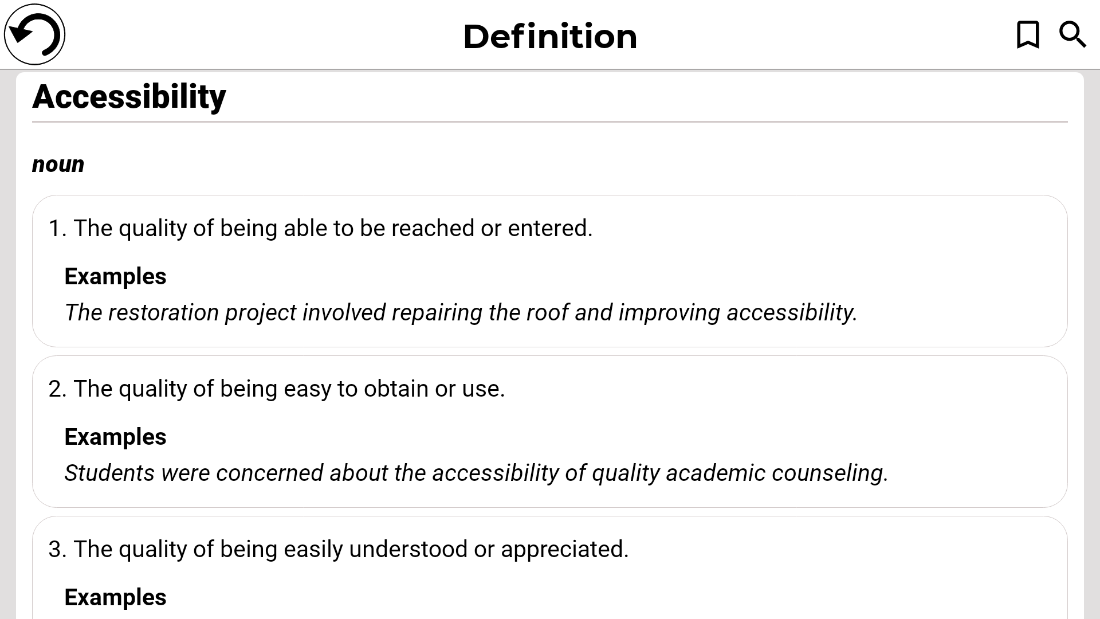 Definition
Accessibility
noun
1. The quality of being able to be reached or entered.
Examples
The restoration project involved repairing the roof and improving accessibility.
2. The quality of being easy to obtain or use.
Examples
Students were concerned about the accessibility of quality academic counseling.
3. The quality of being easily understood or appreciated.
Examples